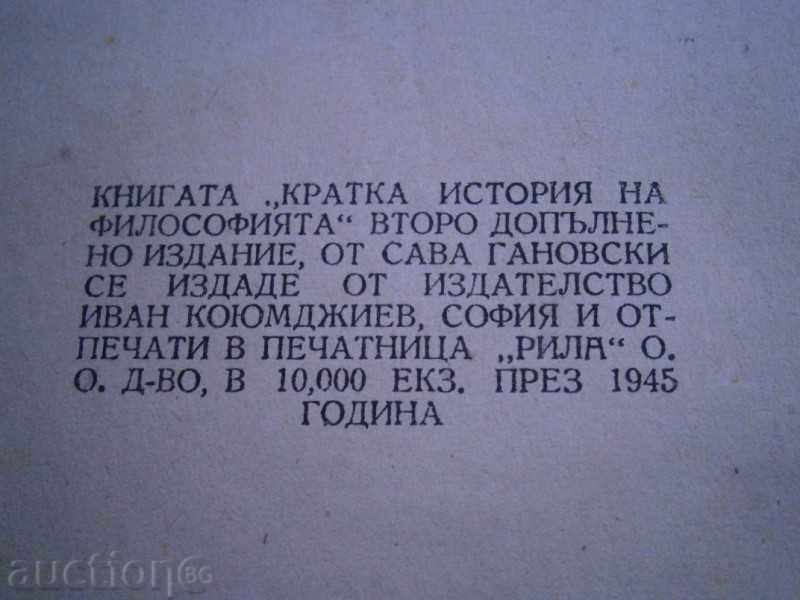 КНИГАТА „КРАТКА ИСТОРИЯ НА
ФИЛОСОФИЯТА“ ВТОРО ДОПЪЛНЕ-
НО ИЗДАНИЕ, ОТ САВА ГАНОВСКИ
СЕ ИЗДАДЕ ОТ ИЗДАТЕЛСТВО
ИВАН КОЮМДЖИЕВ, СОФИЯ И ОТ-
ПЕЧАТИ В ПЕЧАТНИЦА „РИЛА“ О.
О. Д-ВО, В 10,000 ЕКЗ. ПРЕЗ 1945
ГОДИНА
auction BG